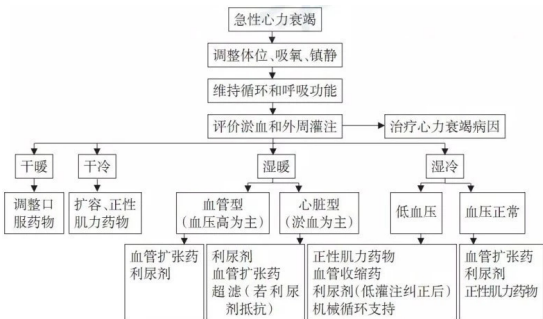 急性心力衰竭
调整体位、吸氧、镇静
维持循环和呼吸功能
评价淤血和外周灌注
治疗心力衰竭病因
干暖
干冷
湿暖
湿冷
调整口
服药物
扩容、正性
肌力药物
血管型
(血压高为主)
心脏型
(淤血为主)
低血压
血压正常
血管扩张药
利尿剂
利尿剂
血管扩张药
超滤(若利尿
剂抵抗)
正性肌力药物
血管收缩药
利尿剂(低灌注纠正后)
机械循环支持
血管扩张药
利尿剂
正性肌力药物